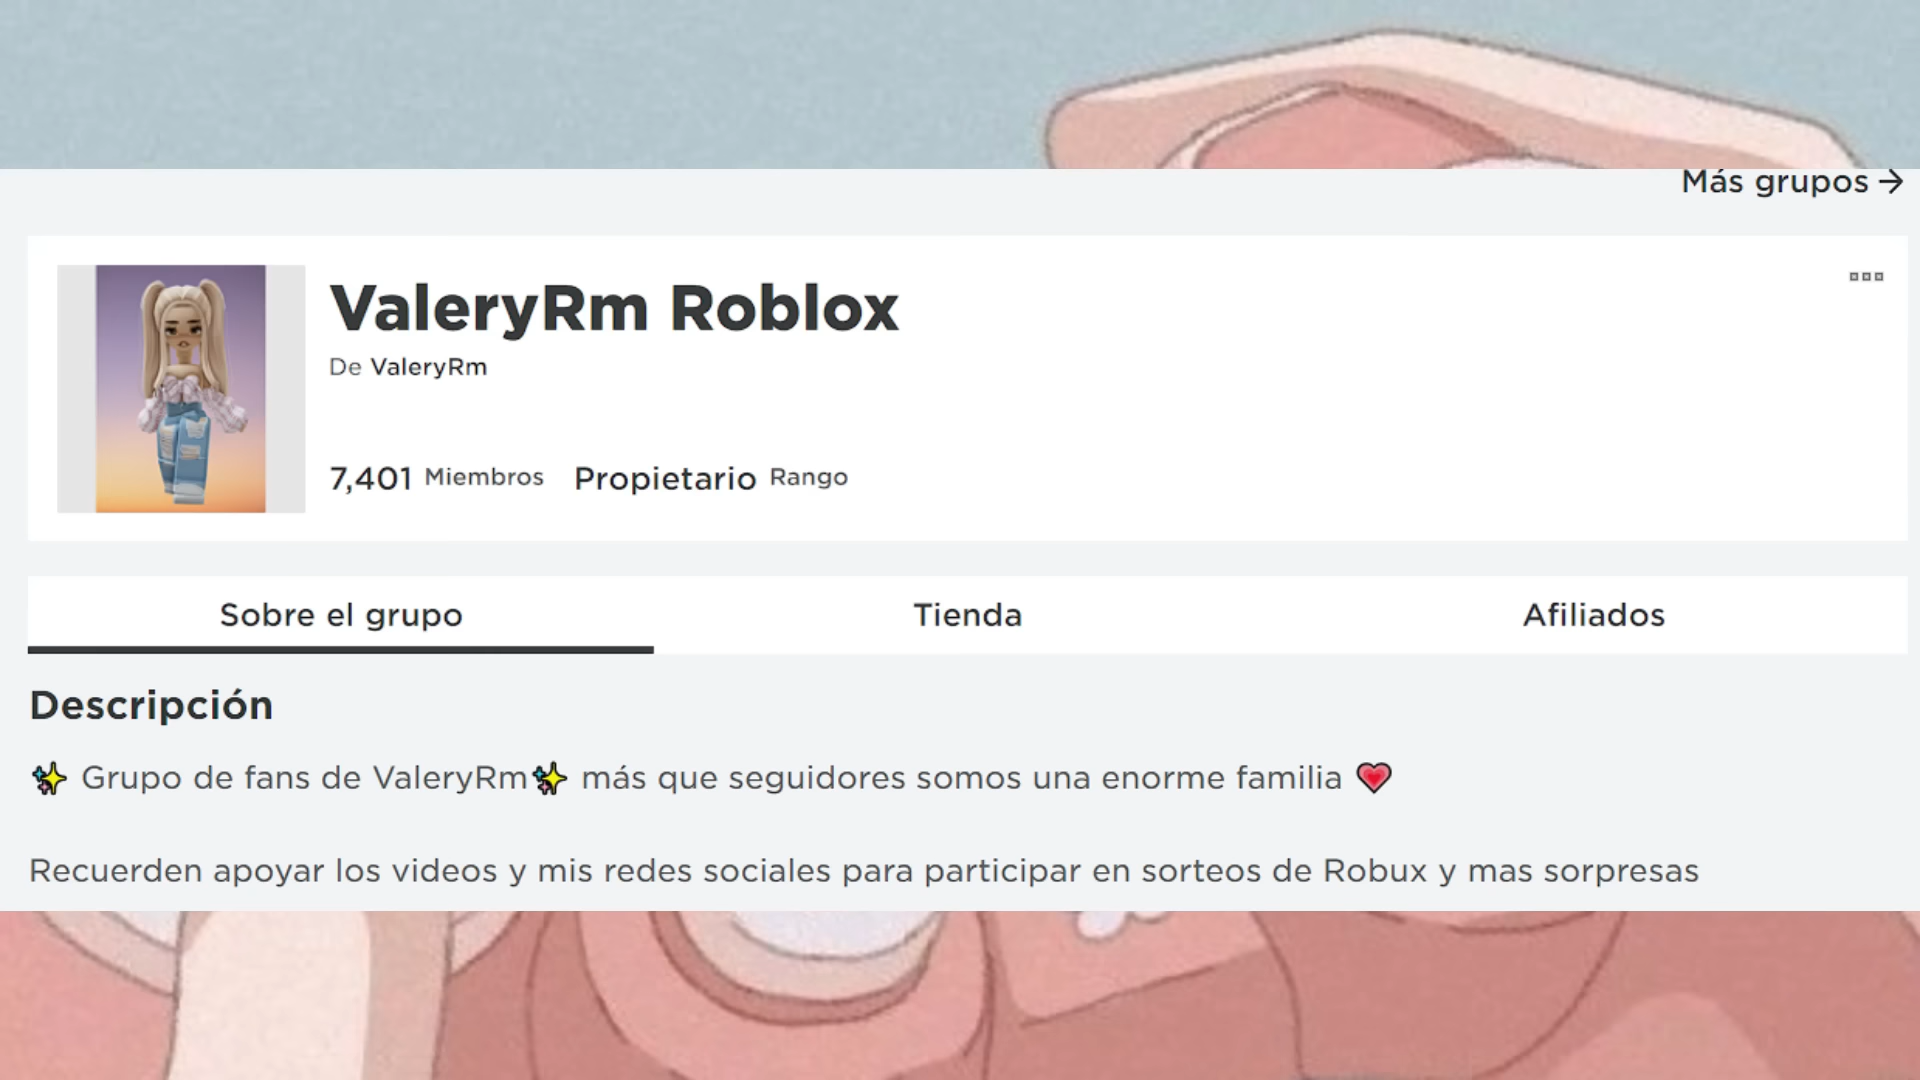 Más grupos →
ValeryRm Roblox
De ValeryRm
7,401 Miembros Propietario Rango
Sobre el grupo Tienda Afiliados
Descripción
✨ Grupo de fans de ValeryRm✨ más que seguidores somos una enorme familia 💗
Recuerden apoyar los videos y mis redes sociales para participar en sorteos de Robux y mas sorpresas